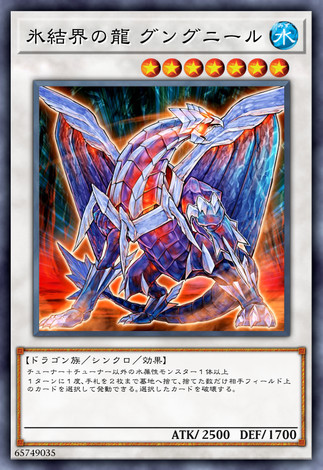 氷結界の龍 グングニール 水
【ドラゴン族／シンクロ／効果】
チューナー＋チューナー以外の水属性モンスター１体以上
１ターンに１度、手札を２枚まで墓地へ捨て、捨てた数だけ相手フィールド上
のカードを選択して発動できる。選択したカードを破壊する。
ATK/ 2500 DEF/ 1700
65749035